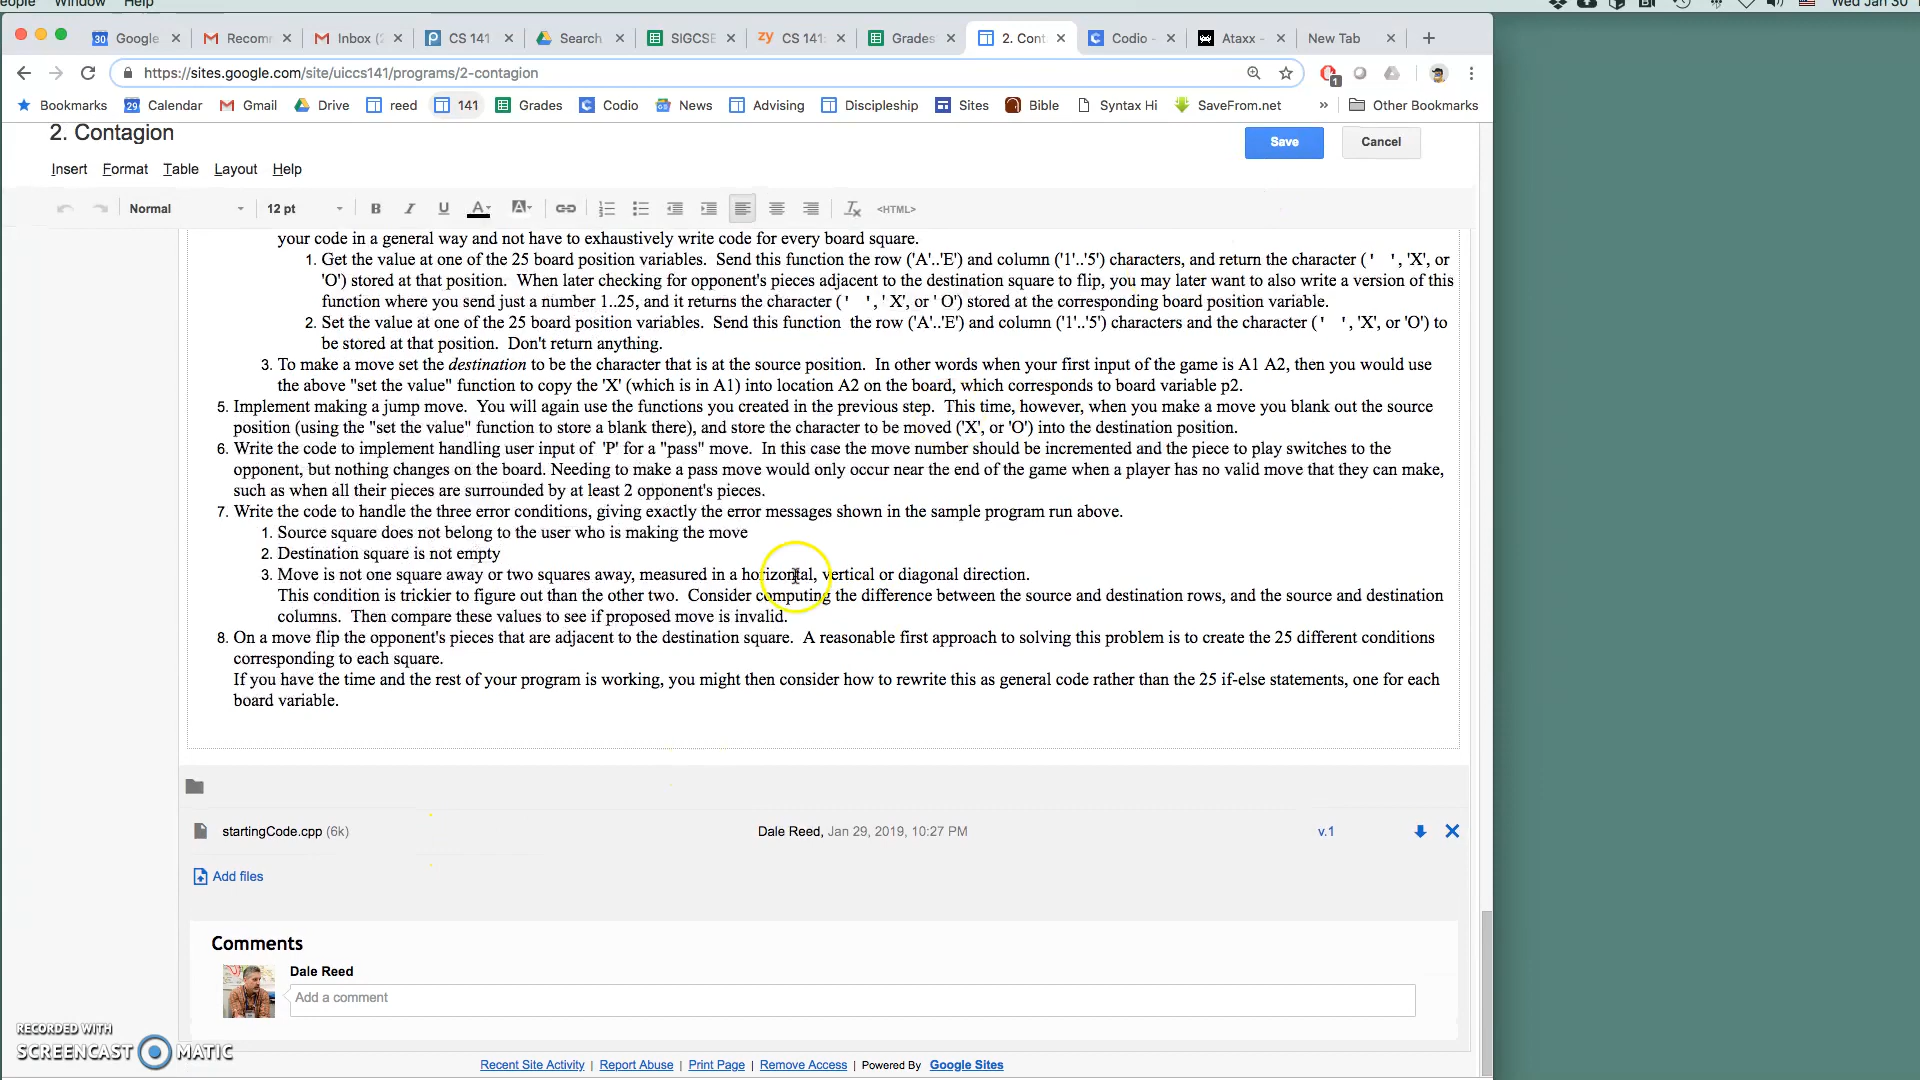 eople Window Help Wed Jan 30
Google Recomr Inbox (2 CS 141 Search SIGCSE CS 141: Grades 2. Cont Codio - Ataxx - New Tab
https://sites.google.com/site/uiccs141/programs/2-contagion
Bookmarks Calendar Gmail Drive reed 141 Grades Codio News Advising Discipleship Sites Bible Syntax Hi SaveFrom.net » Other Bookmarks
2. Contagion
Save Cancel
Insert Format Table Layout Help
Normal 12 pt B I U A A <HTML>
your code in a general way and not have to exhaustively write code for every board square.
1. Get the value at one of the 25 board position variables. Send this function the row ('A'..'E') and column ('1'..'5') characters, and return the character (' ', 'X', or
'O') stored at that position. When later checking for opponent's pieces adjacent to the destination square to flip, you may later want to also write a version of this
function where you send just a number 1..25, and it returns the character (' ', ' X', or ' O') stored at the corresponding board position variable.
2. Set the value at one of the 25 board position variables. Send this function the row ('A'..'E') and column ('1'..'5') characters and the character (' ', 'X', or 'O') to
be stored at that position. Don't return anything.
3. To make a move set the destination to be the character that is at the source position. In other words when your first input of the game is A1 A2, then you would use
the above "set the value" function to copy the 'X' (which is in A1) into location A2 on the board, which corresponds to board variable p2.
5. Implement making a jump move. You will again use the functions you created in the previous step. This time, however, when you make a move you blank out the source
position (using the "set the value" function to store a blank there), and store the character to be moved ('X', or 'O') into the destination position.
6. Write the code to implement handling user input of 'P' for a "pass" move. In this case the move number should be incremented and the piece to play switches to the
opponent, but nothing changes on the board. Needing to make a pass move would only occur near the end of the game when a player has no valid move that they can make,
such as when all their pieces are surrounded by at least 2 opponent's pieces.
7. Write the code to handle the three error conditions, giving exactly the error messages shown in the sample program run above.
1. Source square does not belong to the user who is making the move
2. Destination square is not empty
3. Move is not one square away or two squares away, measured in a horizontal, vertical or diagonal direction.
This condition is trickier to figure out than the other two. Consider computing the difference between the source and destination rows, and the source and destination
columns. Then compare these values to see if proposed move is invalid.
8. On a move flip the opponent's pieces that are adjacent to the destination square. A reasonable first approach to solving this problem is to create the 25 different conditions
corresponding to each square.
If you have the time and the rest of your program is working, you might then consider how to rewrite this as general code rather than the 25 if-else statements, one for each
board variable.
startingCode.cpp (6k) Dale Reed, Jan 29, 2019, 10:27 PM v.1
Add files
Comments
Dale Reed
Add a comment
RECORDED WITH
SCREENCAST MATIC
Recent Site Activity | Report Abuse | Print Page | Remove Access | Powered By Google Sites